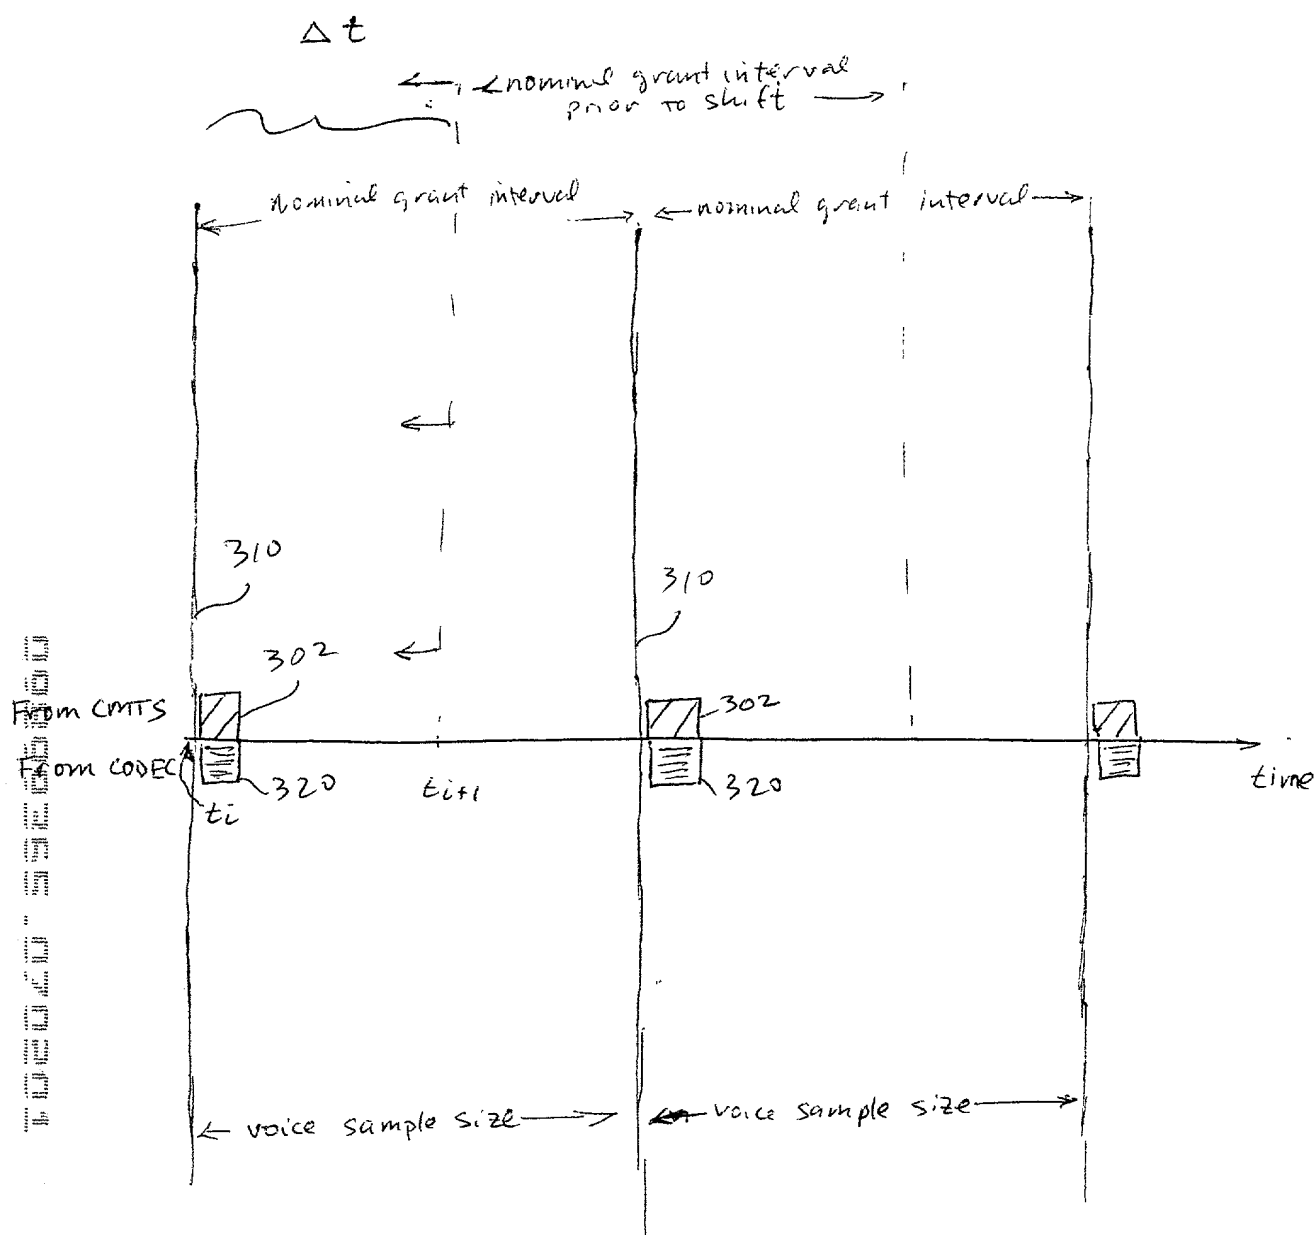 Δt
nominal grant interval
prior to shift
nominal grant interval
nominal grant interval
310
310
302
302
From CMTS
From CODEC
320
320
ti
ti+1
time
voice sample size
voice sample size